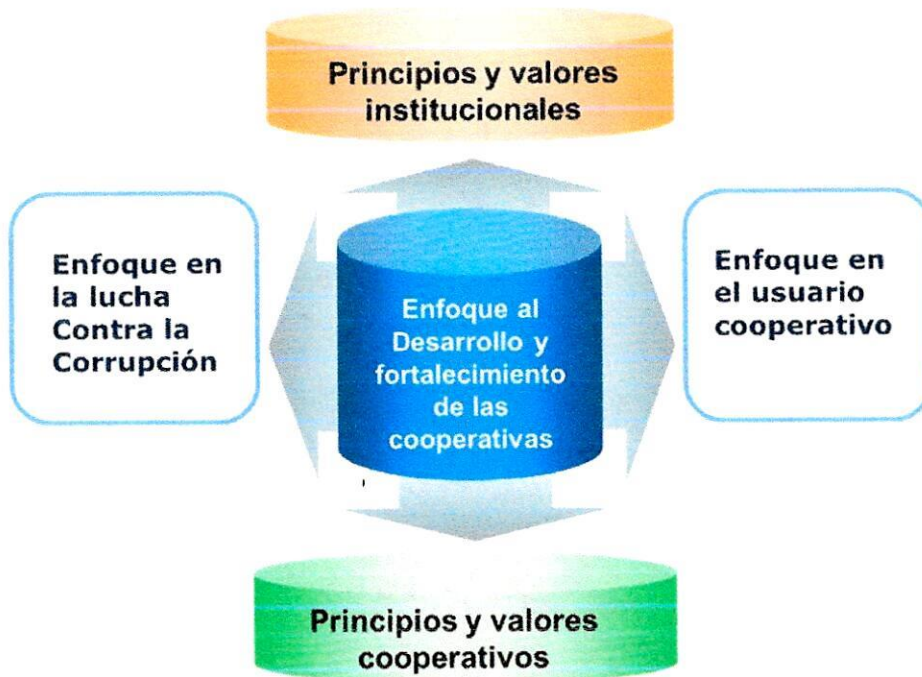 Principios y valores
institucionales
Enfoque en
la lucha
Contra la
Corrupción
Enfoque al
Desarrollo y
fortalecimiento
de las
cooperativas
Enfoque en
el usuario
cooperativo
Principios y valores
cooperativos